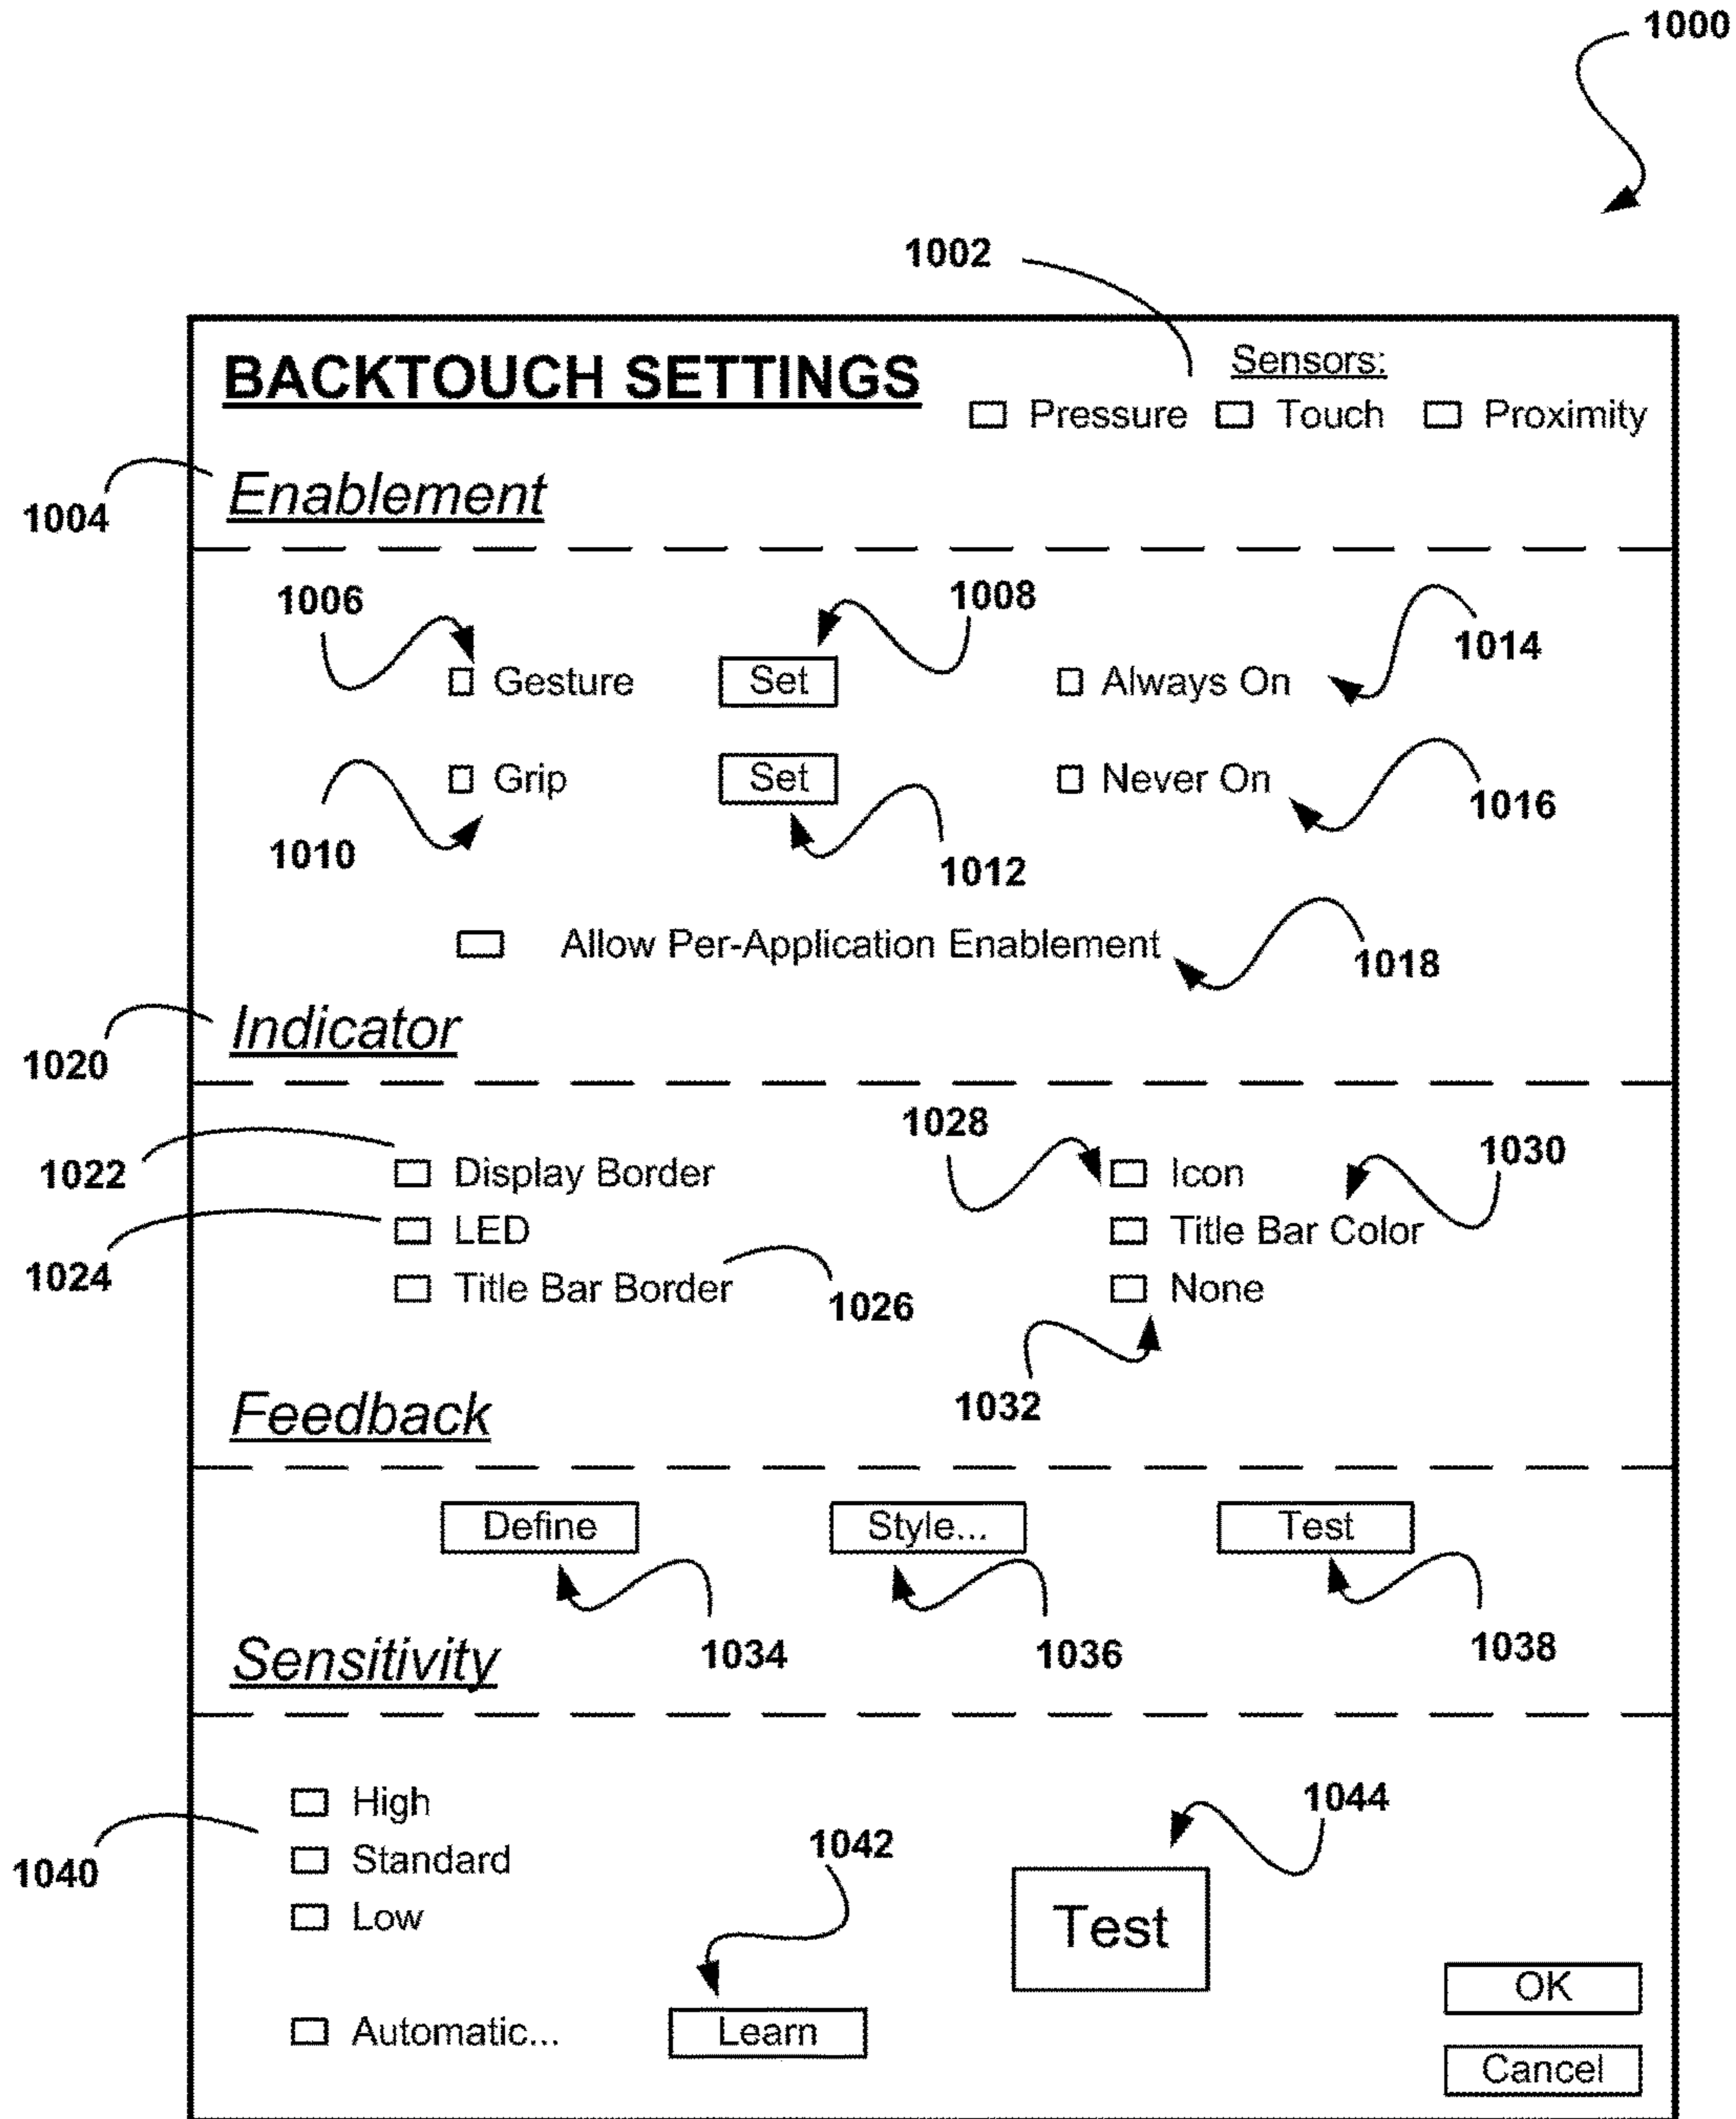 1000
1002
BACKTOUCH SETTINGS
Sensors:
Pressure Touch Proximity
1004
Enablement
1006
1008
1014
Gesture Set Always On
Grip Set Never On
1010
1012
1016
Allow Per-Application Enablement
1018
1020
Indicator
1022
1028
1030
Display Border Icon
1024
LED Title Bar Color
Title Bar Border None
1026
1032
Feedback
Define Style... Test
1034
1036
1038
Sensitivity
1040
High
Standard
Low
1042
1044
Test
Automatic... Learn
OK
Cancel